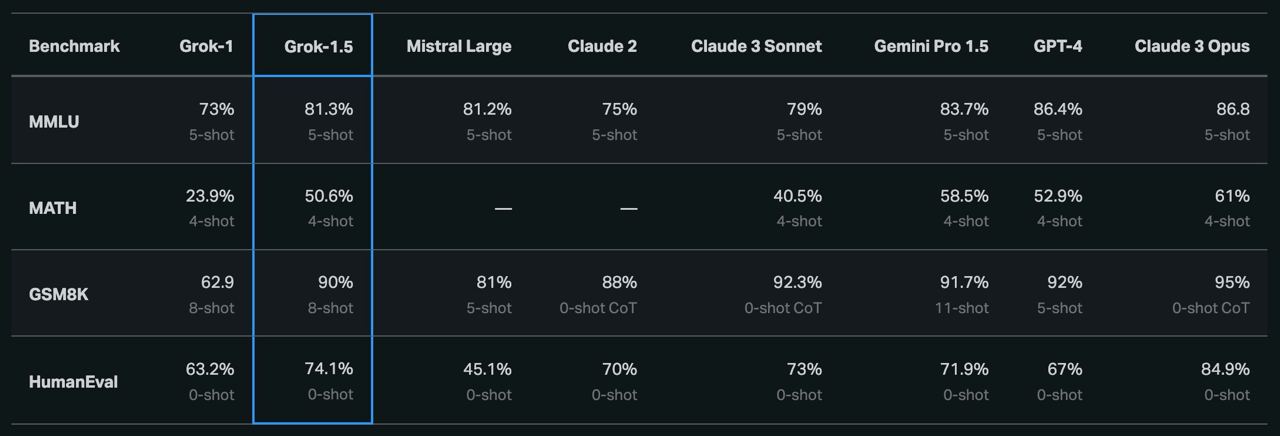 Benchmark Grok-1 Grok-1.5 Mistral Large Claude 2 Claude 3 Sonnet Gemini Pro 1.5 GPT-4 Claude 3 Opus
MMLU 73% 81.3% 81.2% 75% 79% 83.7% 86.4% 86.8
5-shot 5-shot 5-shot 5-shot 5-shot 5-shot 5-shot 5-shot
MATH 23.9% 50.6% — — 40.5% 58.5% 52.9% 61%
4-shot 4-shot 4-shot 4-shot 4-shot 4-shot
GSM8K 62.9 90% 81% 88% 92.3% 91.7% 92% 95%
8-shot 8-shot 5-shot 0-shot CoT 0-shot CoT 11-shot 5-shot 0-shot CoT
HumanEval 63.2% 74.1% 45.1% 70% 73% 71.9% 67% 84.9%
0-shot 0-shot 0-shot 0-shot 0-shot 0-shot 0-shot 0-shot